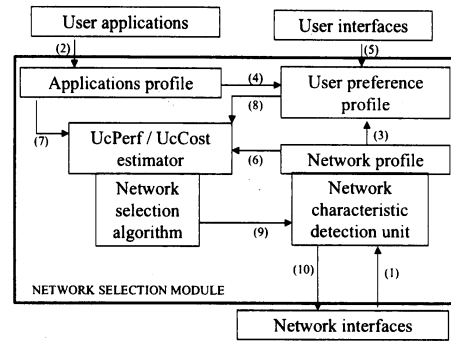 User applications
User interfaces
(2)
(5)
Applications profile
(4)
User preference
profile
(8)
(7)
(3)
UcPerf / UcCost
estimator
(6)
Network profile
Network
selection
algorithm
Network
characteristic
detection unit
(9)
(10)
(1)
NETWORK SELECTION MODULE
Network interfaces